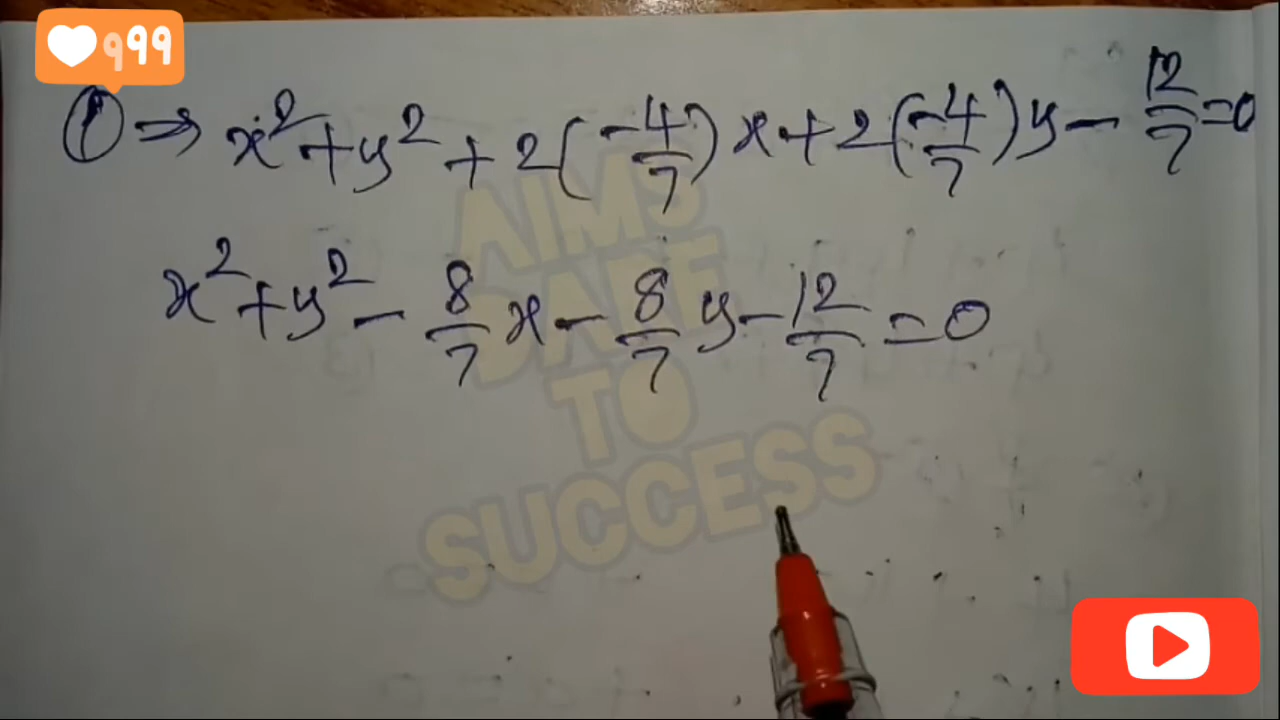 999
① ⇒ x² + y² + 2(-4/7)x + 2(-4/7)y - 12/7 = 0
x² + y² - 8/7 x - 8/7 y - 12/7 = 0
AIMS
DARE
TO
SUCCESS